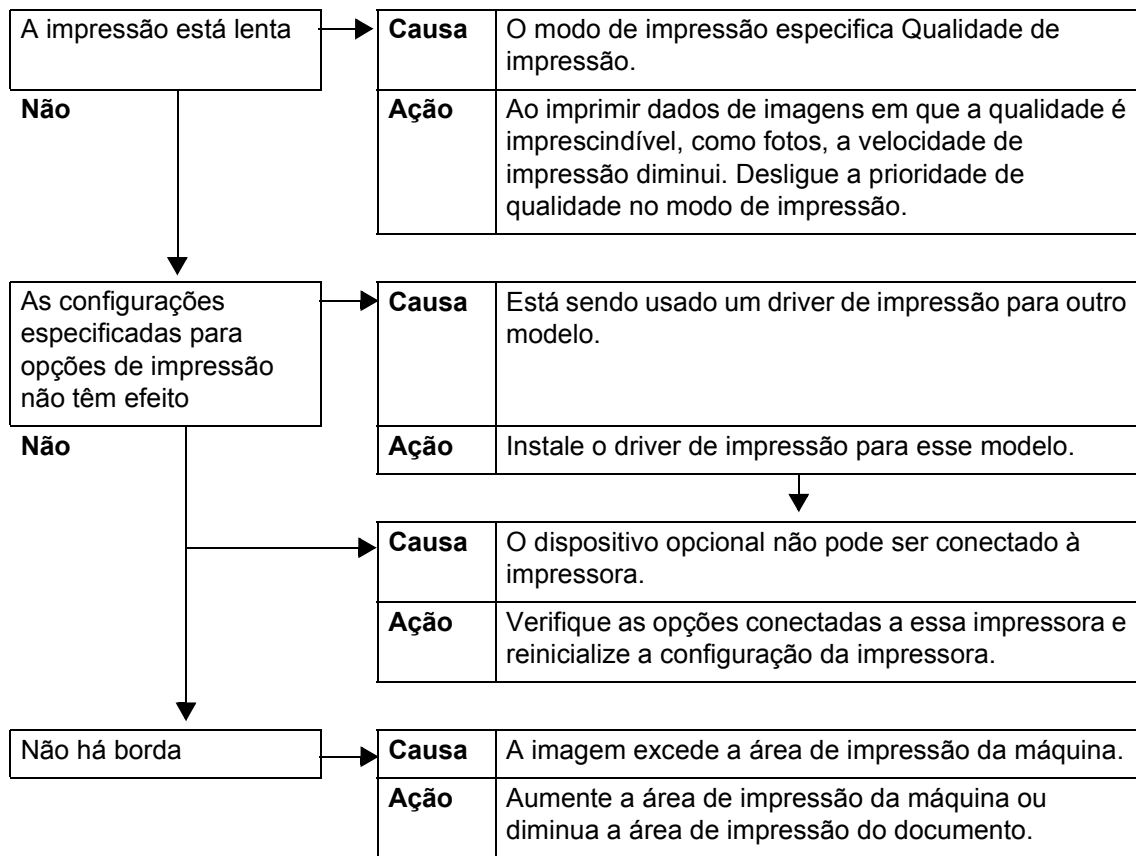 A impressão está lenta
Causa
O modo de impressão especifica Qualidade de
impressão.
Não
Ação
Ao imprimir dados de imagens em que a qualidade é
imprescindível, como fotos, a velocidade de
impressão diminui. Desligue a prioridade de
qualidade no modo de impressão.
As configurações
especificadas para
opções de impressão
não têm efeito
Causa
Está sendo usado um driver de impressão para outro
modelo.
Não
Ação
Instale o driver de impressão para esse modelo.
Causa
O dispositivo opcional não pode ser conectado à
impressora.
Ação
Verifique as opções conectadas a essa impressora e
reinicialize a configuração da impressora.
Não há borda
Causa
A imagem excede a área de impressão da máquina.
Ação
Aumente a área de impressão da máquina ou
diminua a área de impressão do documento.